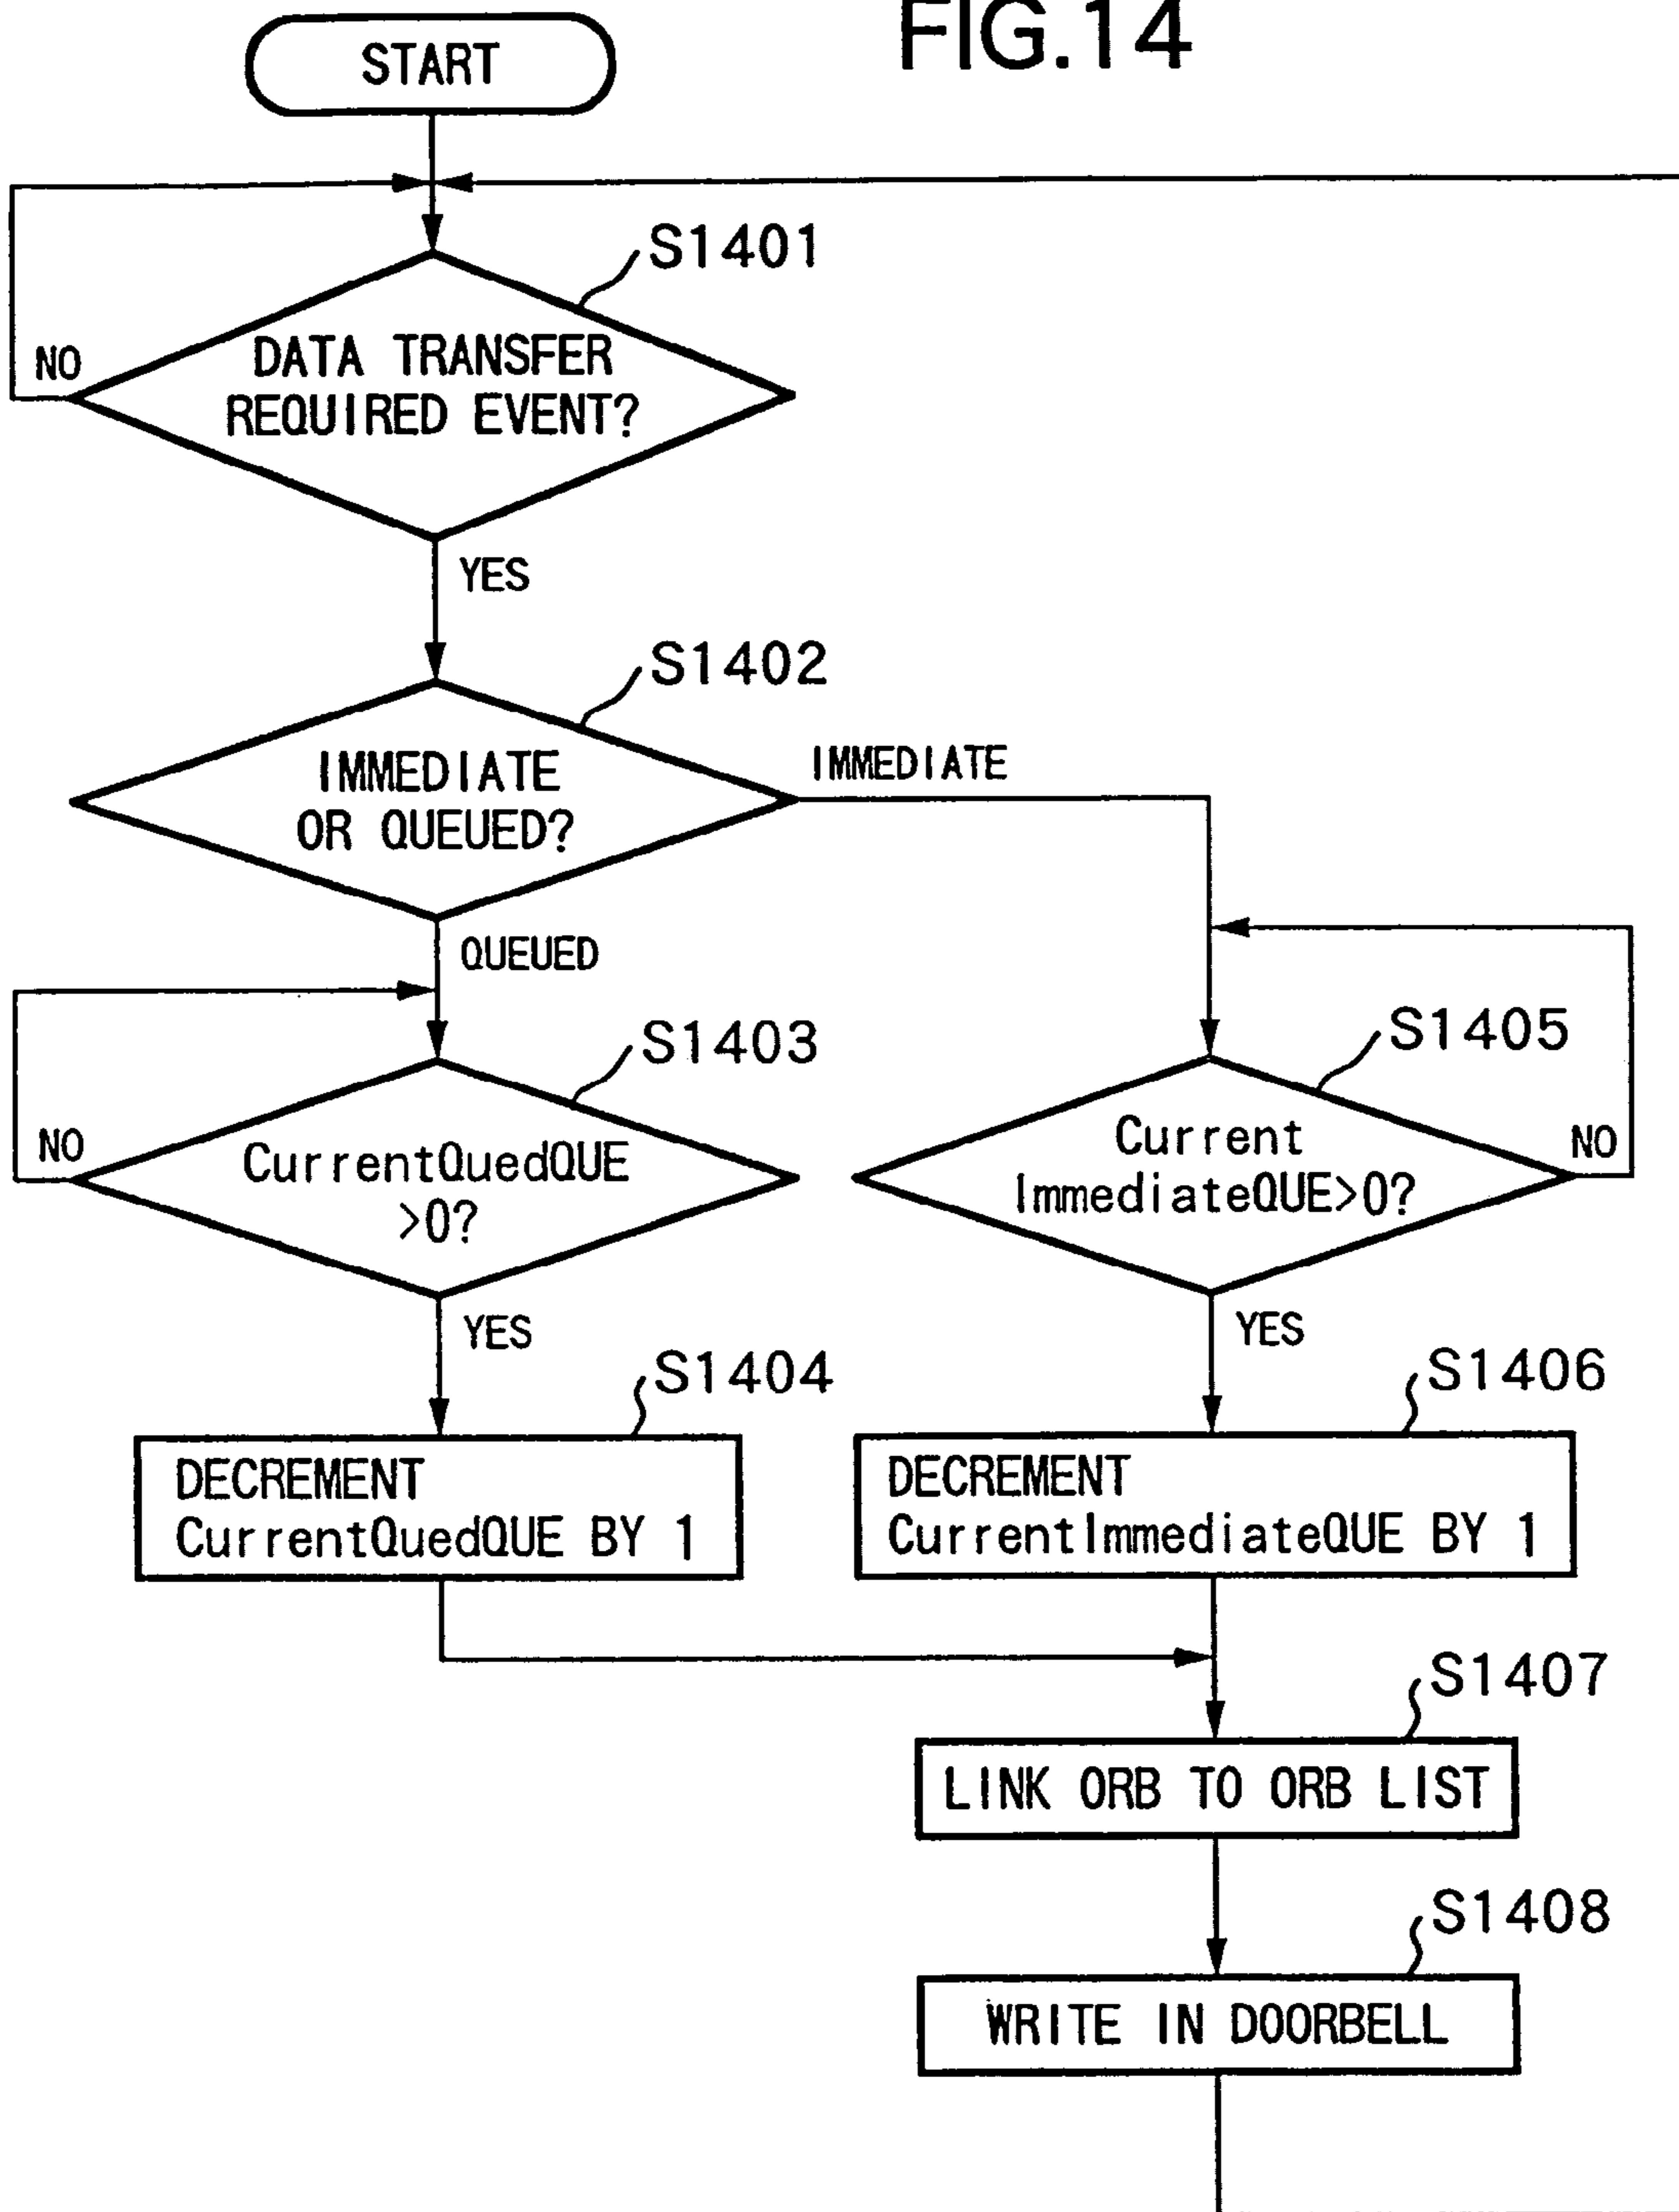 FIG.14
START
S1401
DATA TRANSFER
REQUIRED EVENT?
NO
YES
S1402
IMMEDIATE
OR QUEUED?
IMMEDIATE
QUEUED
S1403
CurrentQuedQUE
>0?
NO
YES
S1405
Current
ImmediateQUE>0?
NO
YES
S1404
DECREMENT
CurrentQuedQUE BY 1
S1406
DECREMENT
CurrentImmediateQUE BY 1
S1407
LINK ORB TO ORB LIST
S1408
WRITE IN DOORBELL